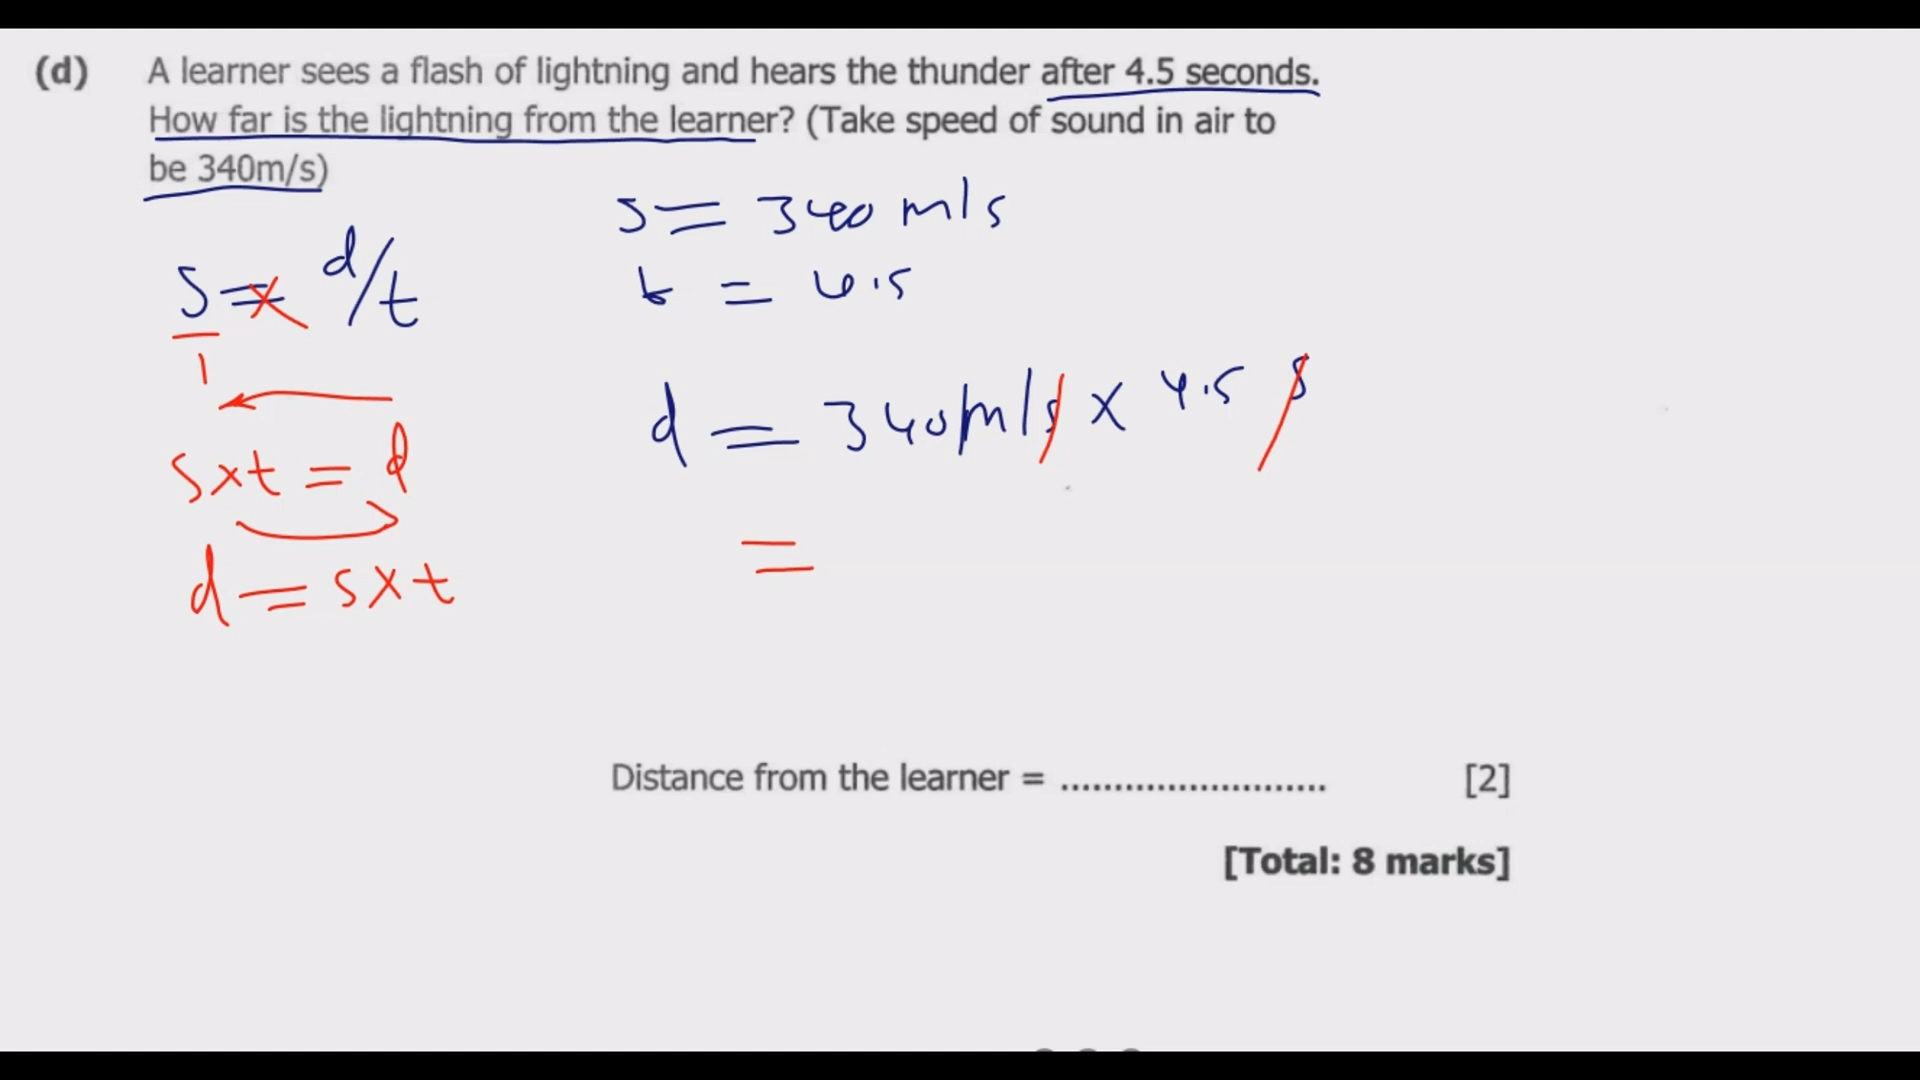 (d) A learner sees a flash of lightning and hears the thunder after 4.5 seconds.
How far is the lightning from the learner? (Take speed of sound in air to
be 340m/s)
s = 340 m/s
t = 4.5
s = d/t
1
d = 340 m/s x 4.5 s
s x t = d
=
d = s x t
Distance from the learner = .......................... [2]
[Total: 8 marks]